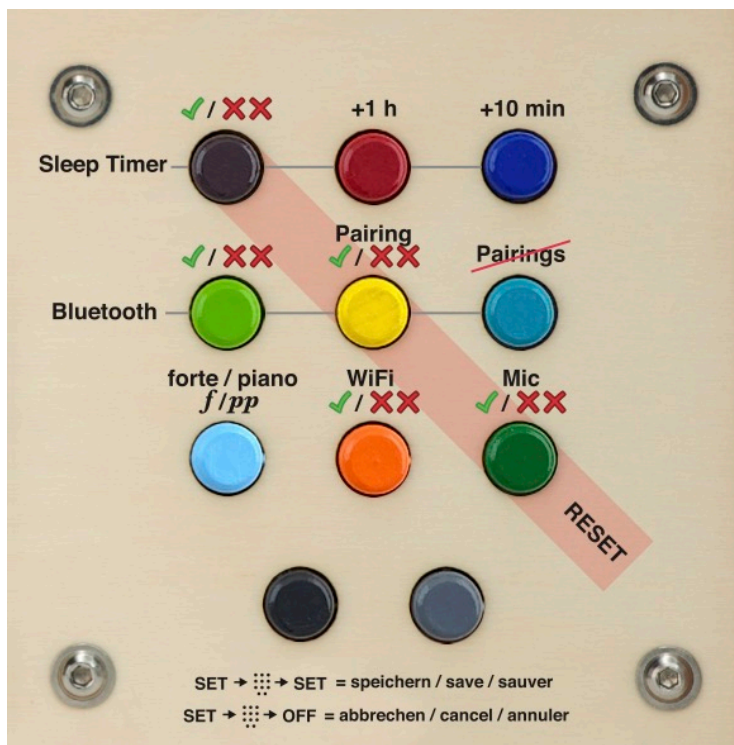 ✓/✗✗ +1 h +10 min
Sleep Timer
Pairing
✓/✗✗ ✓/✗✗ Pairings
Bluetooth
forte / piano WiFi Mic
f/pp ✓/✗✗ ✓/✗✗
RESET
SET → → SET = speichern / save / sauver
SET → → OFF = abbrechen / cancel / annuler